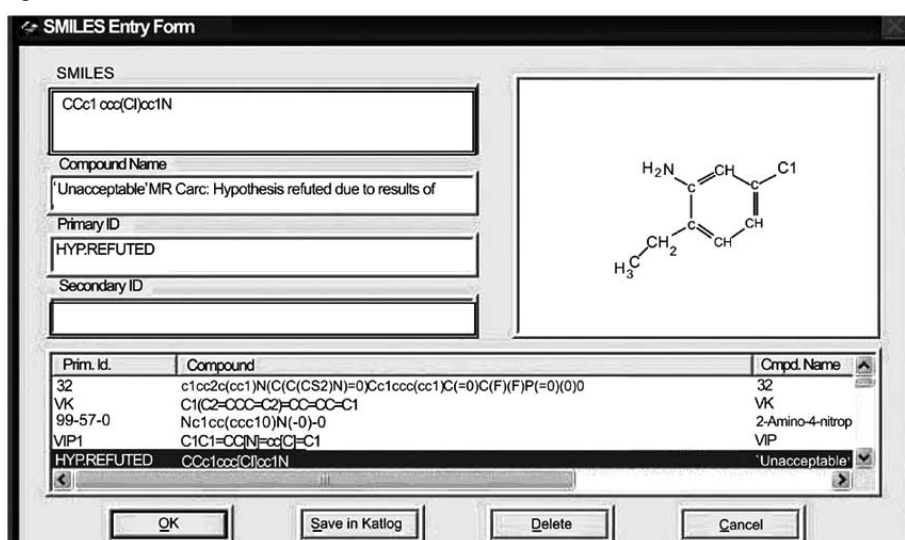 SMILES Entry Form
SMILES
CCc1 ccc(Cl)cc1N
Compound Name
'Unacceptable'MR Carc: Hypothesis refuted due to results of
Primary ID
HYP.REFUTED
Secondary ID
H₂N CH C1
C C
C CH
CH₂ CH
H₃C
Prim. Id. Compound Cmpd. Name
32 c1cc2c(cc1)N(C(C(CS2)N)=0)Cc1ccc(cc1)C(=0)C(F)(F)P(=0)(0)0 32
VK C1(C2=CCC=C2)=CC=CC=C1 VK
99-57-0 Nc1cc(ccc10)N(-0)-0 2-Amino-4-nitrop
VIP1 C1C1=CC[N]=cc[C]=C1 VIP
HYP.REFUTED CCc1ccc[Cl]cc1N 'Unacceptable'
OK Save in Katlog Delete Cancel